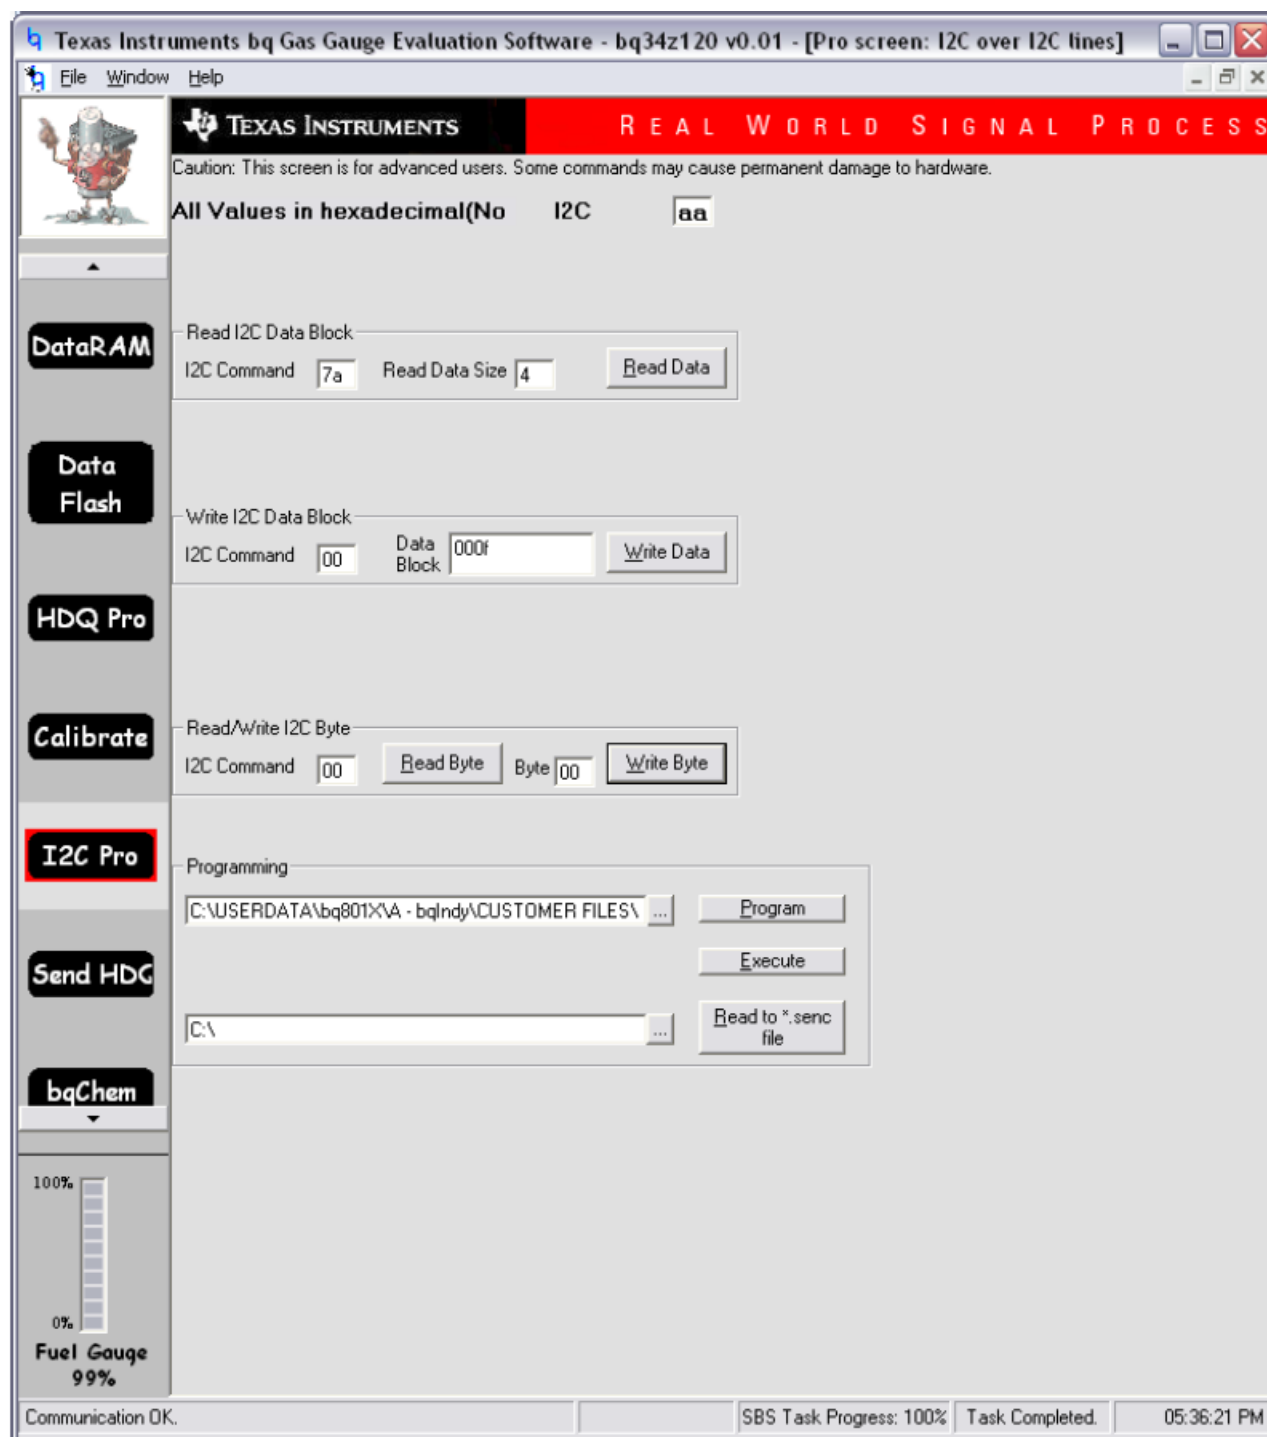 Texas Instruments bq Gas Gauge Evaluation Software - bq34z120 v0.01 - [Pro screen: I2C over I2C lines]
File Window Help
TEXAS INSTRUMENTS REAL WORLD SIGNAL PROCESS
Caution: This screen is for advanced users. Some commands may cause permanent damage to hardware.
All Values in hexadecimal(No I2C aa
DataRAM
Read I2C Data Block
I2C Command 7a Read Data Size 4 Read Data
Data
Flash
Write I2C Data Block
I2C Command 00 Data Block 000f Write Data
HDQ Pro
Calibrate
Read/Write I2C Byte
I2C Command 00 Read Byte Byte 00 Write Byte
I2C Pro
Programming
C:\USERDATA\bq801X\A - bqIndy\CUSTOMER FILES\ ... Program
Execute
Send HDG
C:\ ... Read to *.senc file
bqChem
100%
0%
Fuel Gauge
99%
Communication OK. SBS Task Progress: 100% Task Completed. 05:36:21 PM